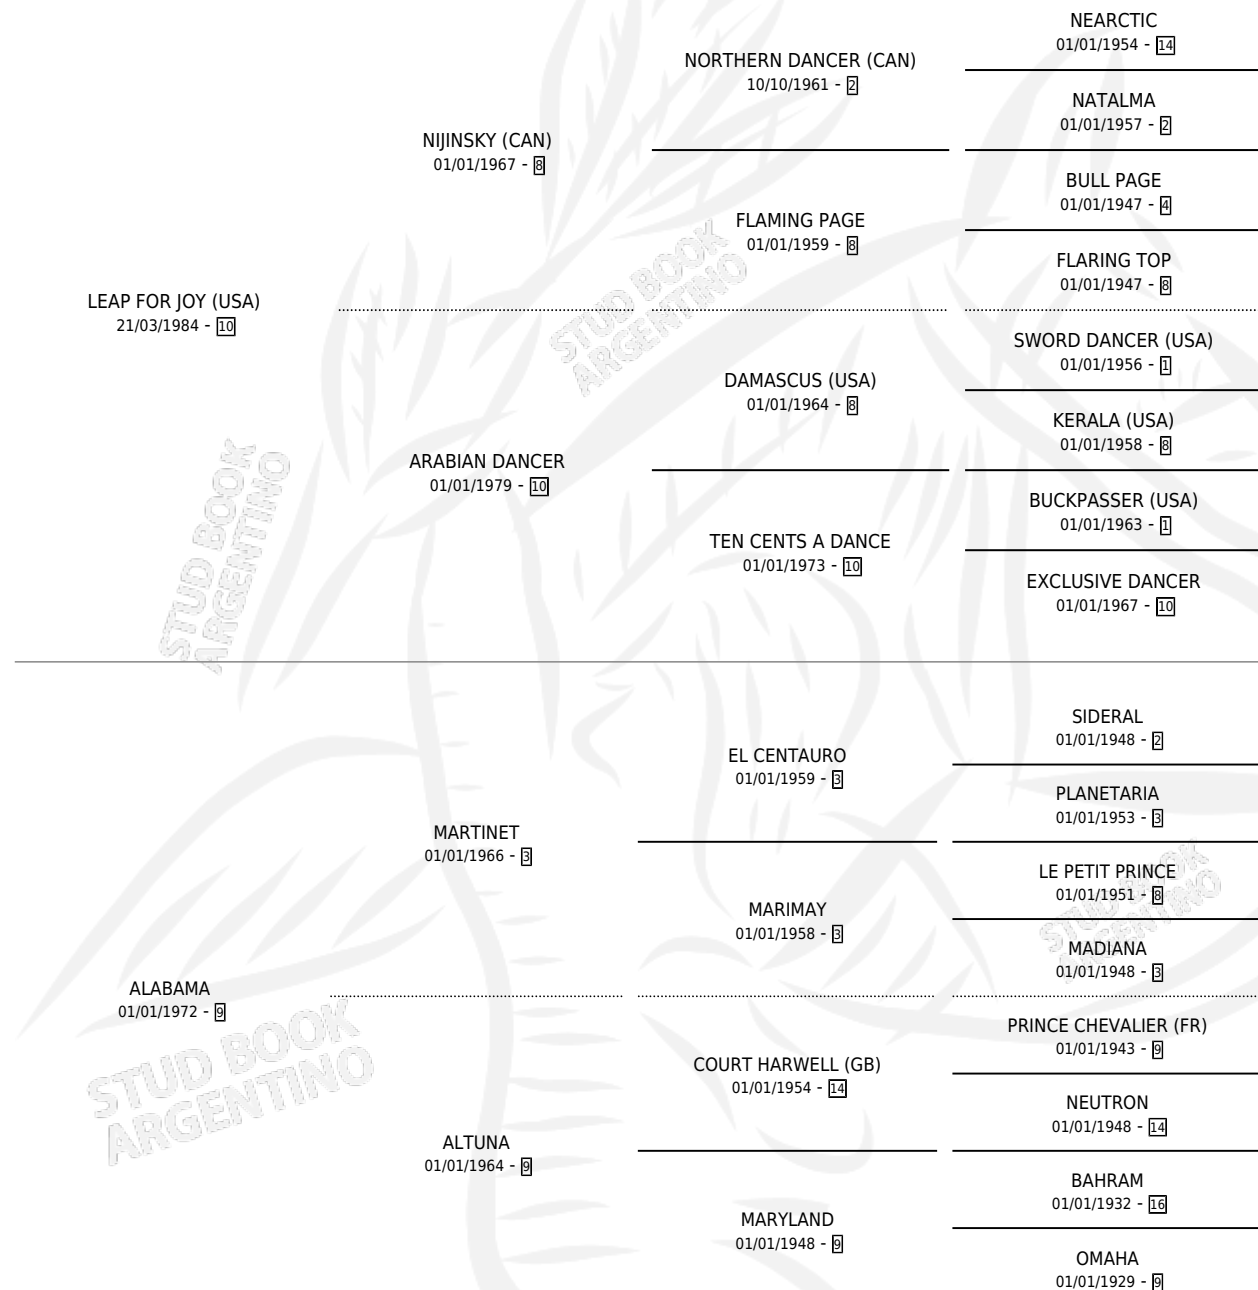 NEARCTIC
01/01/1954 - 14
NORTHERN DANCER (CAN)
10/10/1961 - 2
NATALMA
01/01/1957 - 2
NIJINSKY (CAN)
01/01/1967 - 8
BULL PAGE
01/01/1947 - 4
FLAMING PAGE
01/01/1959 - 8
FLARING TOP
01/01/1947 - 8
LEAP FOR JOY (USA)
21/03/1984 - 10
SWORD DANCER (USA)
01/01/1956 - 1
DAMASCUS (USA)
01/01/1964 - 8
KERALA (USA)
01/01/1958 - 8
ARABIAN DANCER
01/01/1979 - 10
BUCKPASSER (USA)
01/01/1963 - 1
TEN CENTS A DANCE
01/01/1973 - 10
EXCLUSIVE DANCER
01/01/1967 - 10
STUD BOOK
ARGENTINO
STUD BOOK
ARGENTINO
SIDERAL
01/01/1948 - 2
EL CENTAURO
01/01/1959 - 3
PLANETARIA
01/01/1953 - 3
MARTINET
01/01/1966 - 3
LE PETIT PRINCE
01/01/1951 - 8
MARIMAY
01/01/1958 - 3
MADIANA
01/01/1948 - 3
STUD BOOK
ARGENTINO
ALABAMA
01/01/1972 - 9
PRINCE CHEVALIER (FR)
01/01/1943 - 9
COURT HARWELL (GB)
01/01/1954 - 14
NEUTRON
01/01/1948 - 14
STUD BOOK
ARGENTINO
ALTUNA
01/01/1964 - 9
BAHRAM
01/01/1932 - 16
MARYLAND
01/01/1948 - 9
OMAHA
01/01/1929 - 9